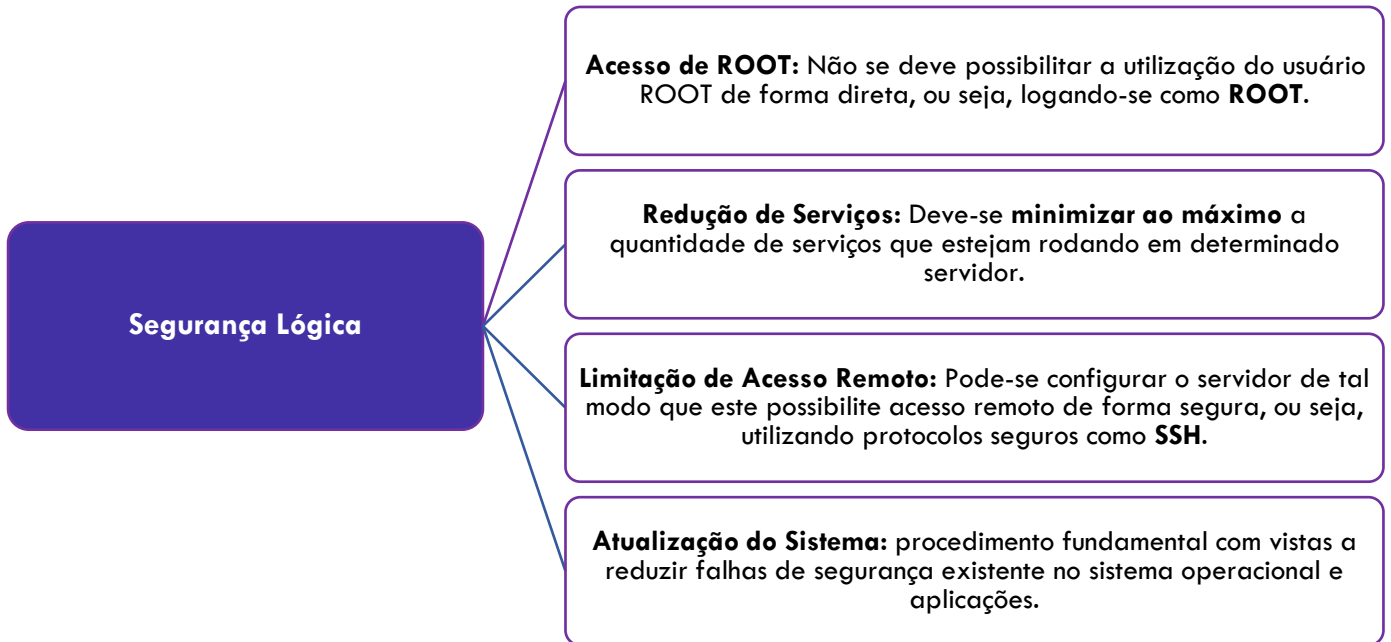 Segurança Lógica
Acesso de ROOT: Não se deve possibilitar a utilização do usuário
ROOT de forma direta, ou seja, logando-se como ROOT.
Redução de Serviços: Deve-se minimizar ao máximo a
quantidade de serviços que estejam rodando em determinado
servidor.
Limitação de Acesso Remoto: Pode-se configurar o servidor de tal
modo que este possibilite acesso remoto de forma segura, ou seja,
utilizando protocolos seguros como SSH.
Atualização do Sistema: procedimento fundamental com vistas a
reduzir falhas de segurança existente no sistema operacional e
aplicações.